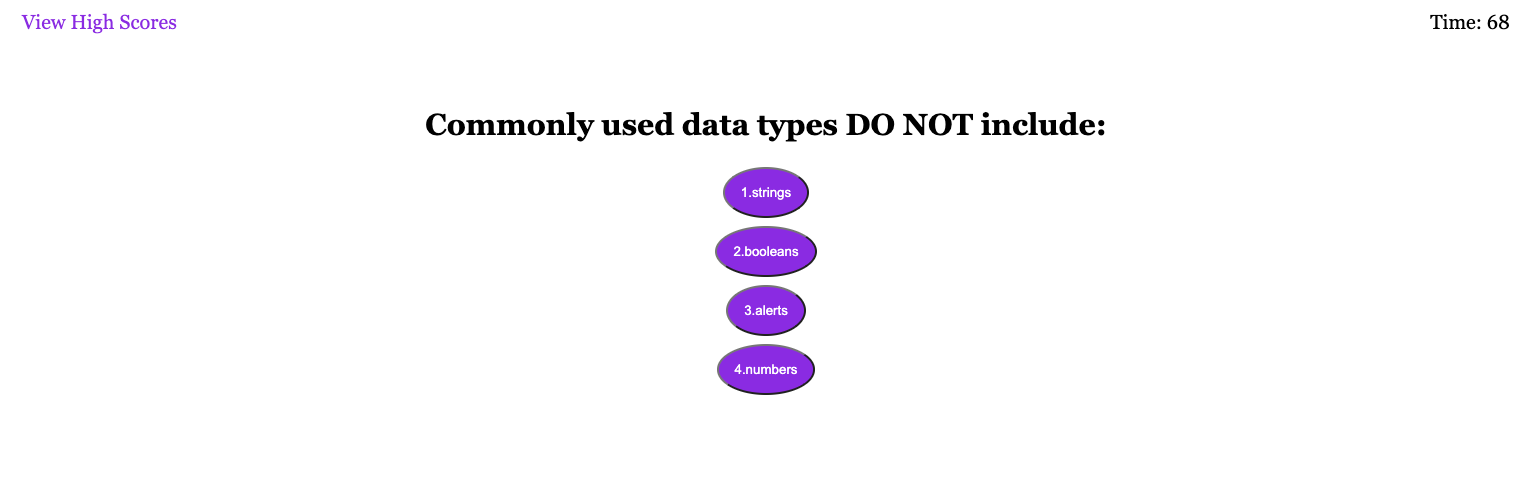 View High Scores
Time: 68
Commonly used data types DO NOT include:
1.strings
2.booleans
3.alerts
4.numbers